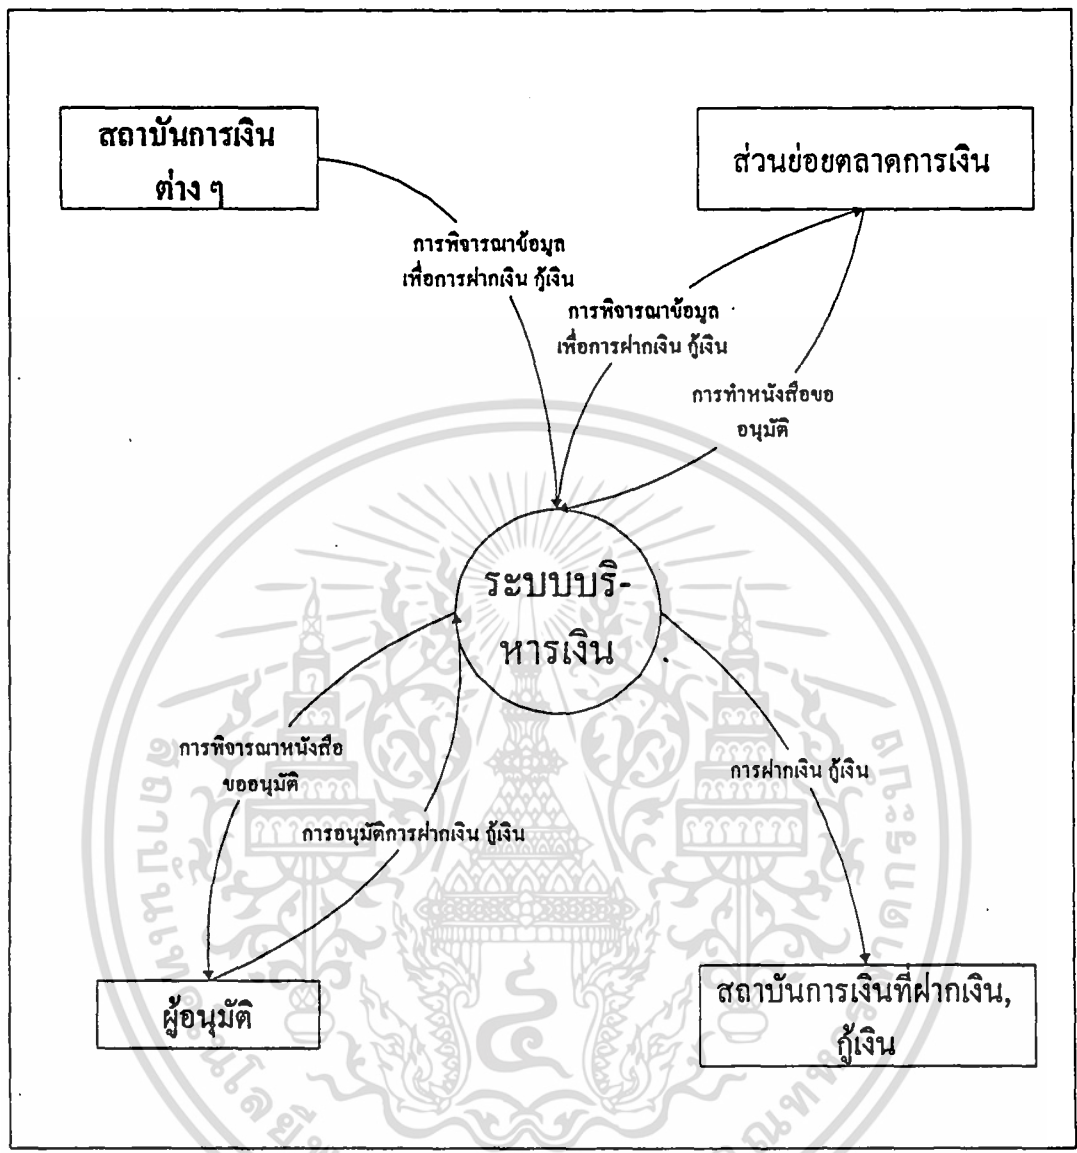 สถาบันการเงิน
ต่าง ๆ
ส่วนย่อยตลาดการเงิน
การพิจารณาข้อมูล
เพื่อการฝากเงิน กู้เงิน
การพิจารณาข้อมูล
เพื่อการฝากเงิน กู้เงิน
การทำหนังสือขอ
อนุมัติ
ระบบบริ-
หารเงิน
การพิจารณาหนังสือ
ขออนุมัติ
การฝากเงิน กู้เงิน
การอนุมัติการฝากเงิน กู้เงิน
ผู้อนุมัติ
สถาบันการเงินที่ฝากเงิน,
กู้เงิน